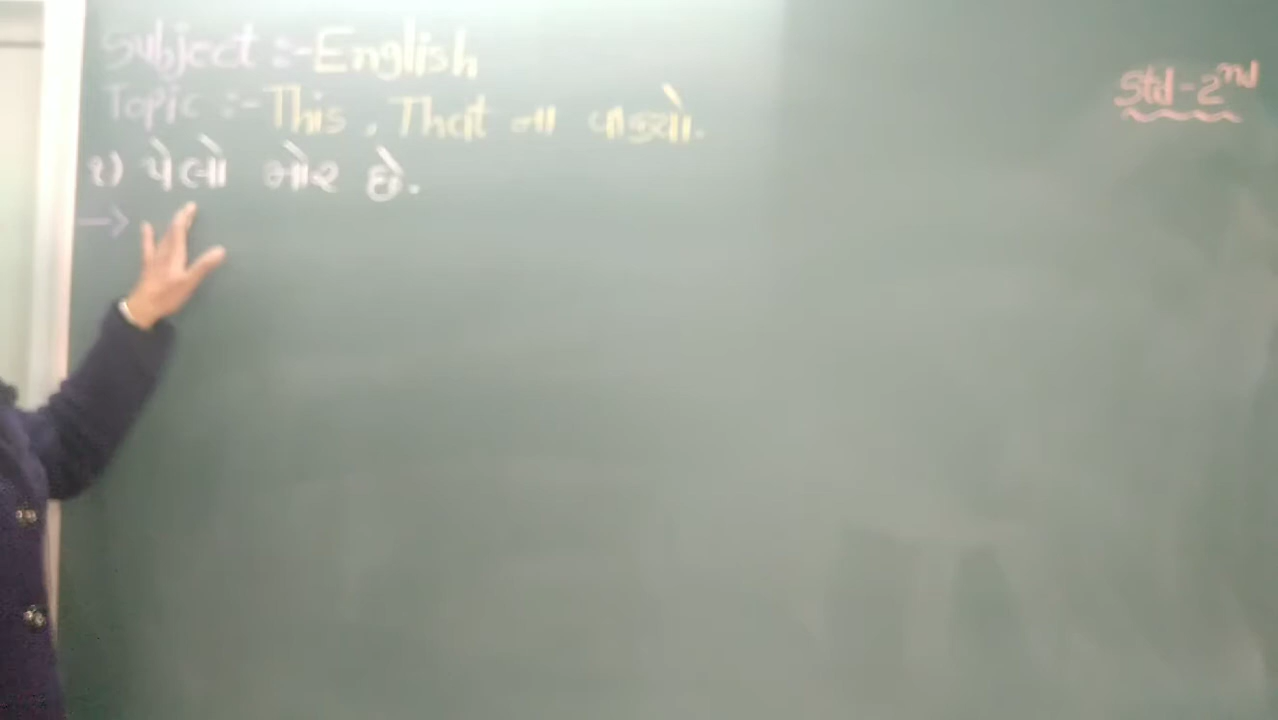 Subject :- English
Std - 2nd
Topic :- This, That ના વાક્યો.
૨) પેલો મોર છે.
→